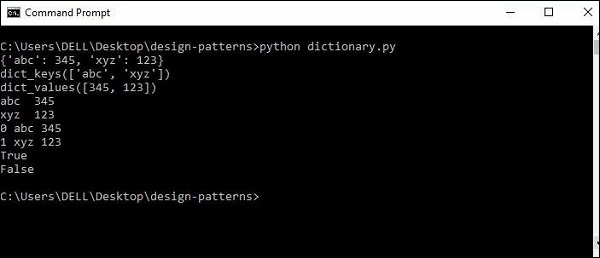 Command Prompt
C:\Users\DELL\Desktop\design-patterns>python dictionary.py
{'abc': 345, 'xyz': 123}
dict_keys(['abc', 'xyz'])
dict_values([345, 123])
abc  345
xyz  123
0 abc 345
1 xyz 123
True
False
C:\Users\DELL\Desktop\design-patterns>